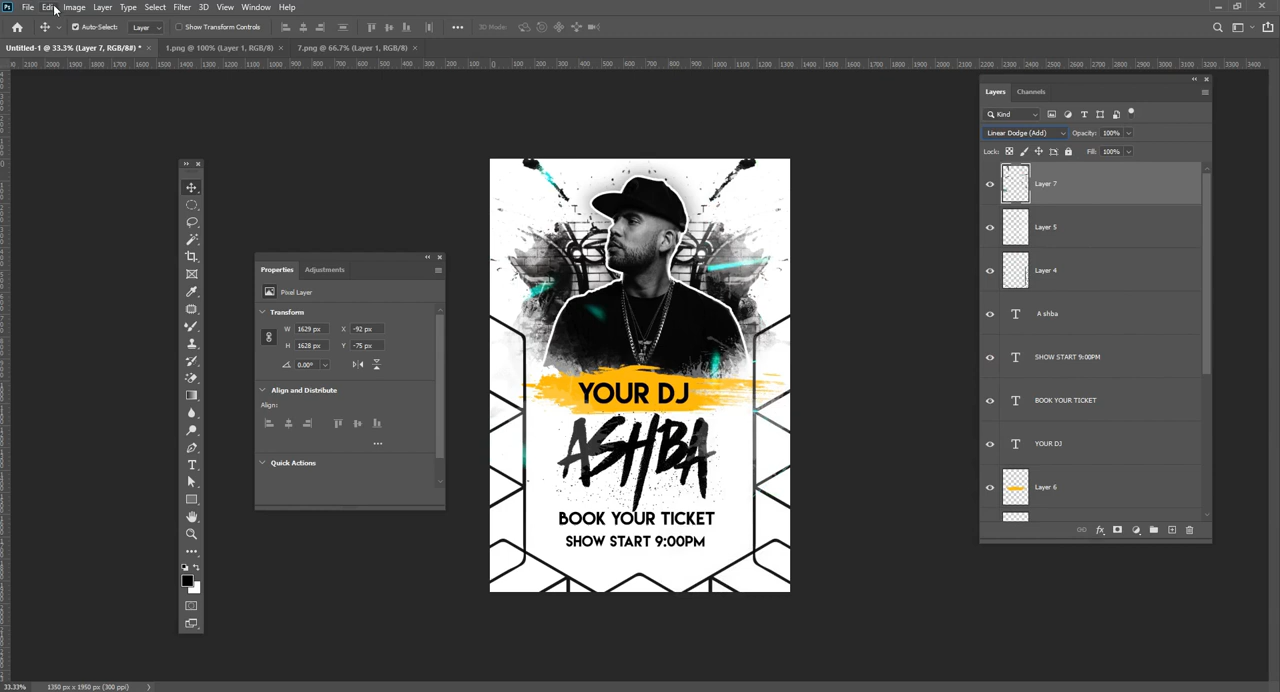 Ps File Edit Image Layer Type Select Filter 3D View Window Help
Auto-Select: Layer Show Transform Controls 3D Mode:
Untitled-1 @ 33.3% (Layer 7, RGB/8#) * × 1.png @ 100% (Layer 1, RGB/8) × 7.png @ 66.7% (Layer 1, RGB/8) ×
Layers Channels
Kind
Linear Dodge (Add) Opacity: 100%
Lock: Fill: 100%
Layer 7
Layer 5
Layer 4
A shba
SHOW START 9:00PM
BOOK YOUR TICKET
YOUR DJ
Layer 6
Properties Adjustments
Pixel Layer
Transform
W 1629 px X -92 px
H 1628 px Y -75 px
0.00°
Align and Distribute
Align:
Quick Actions
YOUR DJ
ASHBA
BOOK YOUR TICKET
SHOW START 9:00PM
33.33% 1350 px x 1950 px (300 ppi)